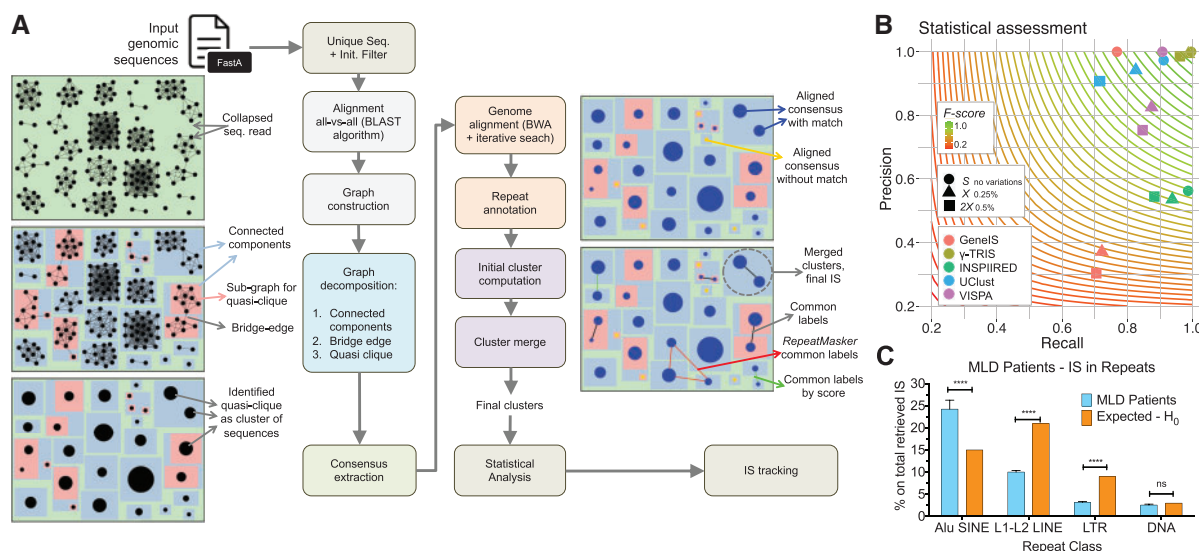 A
Input
genomic
sequences
FastA
Collapsed
seq. read
Connected
components
Sub-graph for
quasi-clique
Bridge-edge
Identified
quasi-clique
as cluster of
sequences
Unique Seq.
+ Init. Filter
Alignment
all-vs-all (BLAST
algorithm)
Graph
construction
Graph
decomposition:
1. Connected
components
2. Bridge edge
3. Quasi clique
Consensus
extraction
Genome
alignment (BWA
+ iterative seach)
Repeat
annotation
Initial cluster
computation
Cluster merge
Final clusters
Statistical
Analysis
IS tracking
Aligned
consensus
with match
Aligned
consensus
without match
Merged
clusters,
final IS
Common
labels
RepeatMasker
common labels
Common labels
by score
B
Statistical assessment
Precision
1.0
0.8
0.6
0.4
0.2
F-score
1.0
0.2
S no variations
X 0.25%
2X 0.5%
GeneIS
γ-TRIS
INSPIIRED
UClust
VISPA
0.2 0.4 0.6 0.8 1.0
Recall
C
MLD Patients - IS in Repeats
% on total retrieved IS
30
25
20
15
10
5
0
MLD Patients
Expected - H0
****
****
****
ns
Alu SINE L1-L2 LINE LTR DNA
Repeat Class